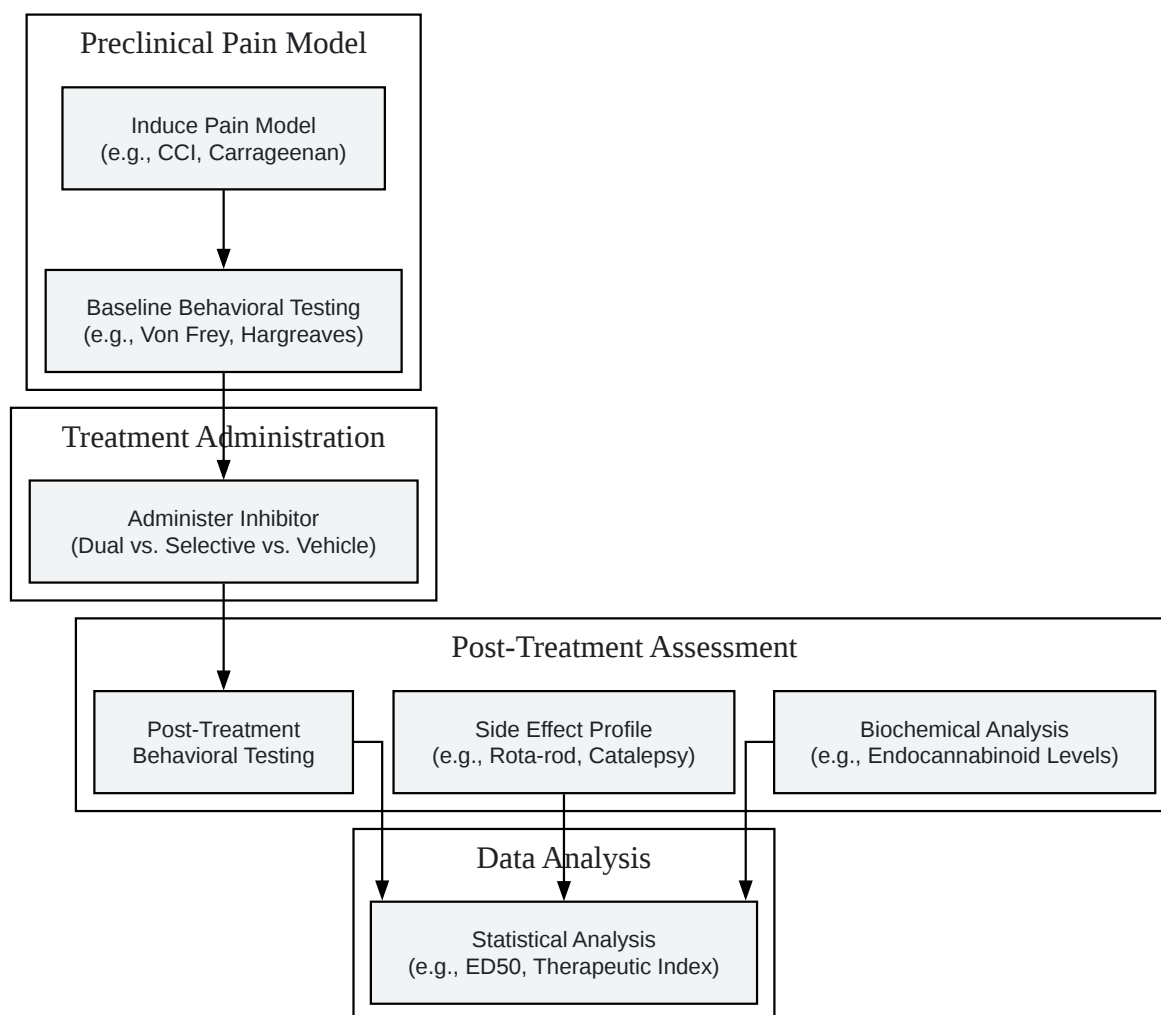 Preclinical Pain Model
Induce Pain Model
(e.g., CCI, Carrageenan)
Baseline Behavioral Testing
(e.g., Von Frey, Hargreaves)
Treatment Administration
Administer Inhibitor
(Dual vs. Selective vs. Vehicle)
Post-Treatment Assessment
Post-Treatment
Behavioral Testing
Side Effect Profile
(e.g., Rota-rod, Catalepsy)
Biochemical Analysis
(e.g., Endocannabinoid Levels)
Data Analysis
Statistical Analysis
(e.g., ED50, Therapeutic Index)